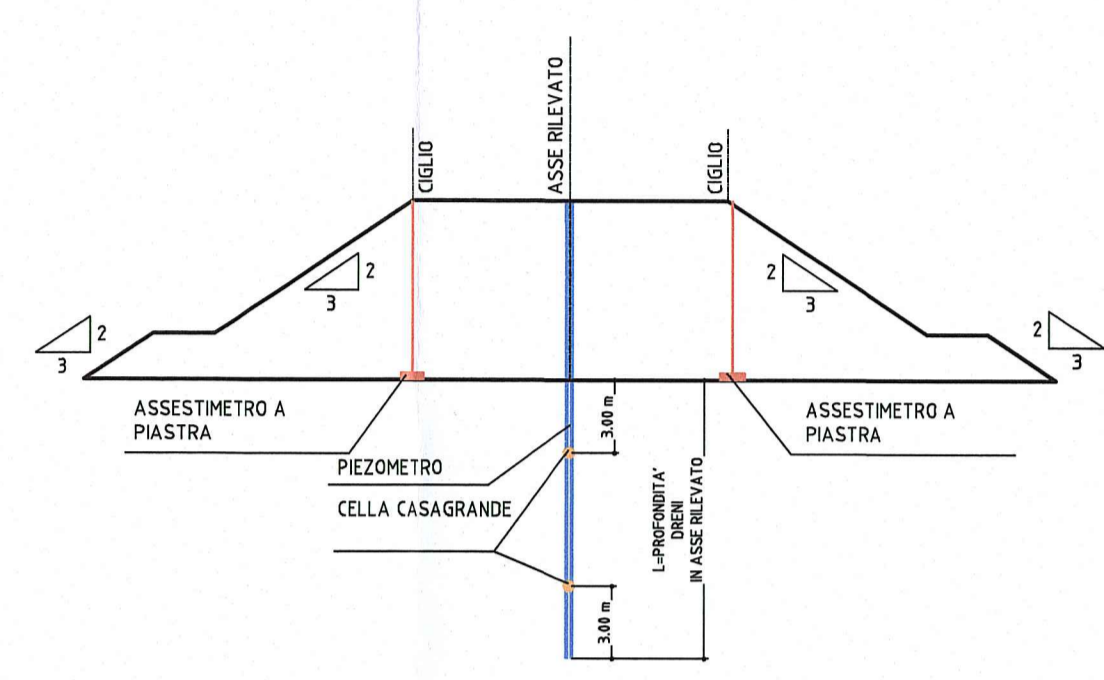 CIGLIO
ASSE RILEVATO
CIGLIO
2
3
2
3
2
3
2
3
ASSESTIMETRO A
PIASTRA
ASSESTIMETRO A
PIASTRA
3.00 m
PIEZOMETRO
CELLA CASAGRANDE
L=PROFONDITA'
DRENI
IN ASSE RILEVATO
3.00 m